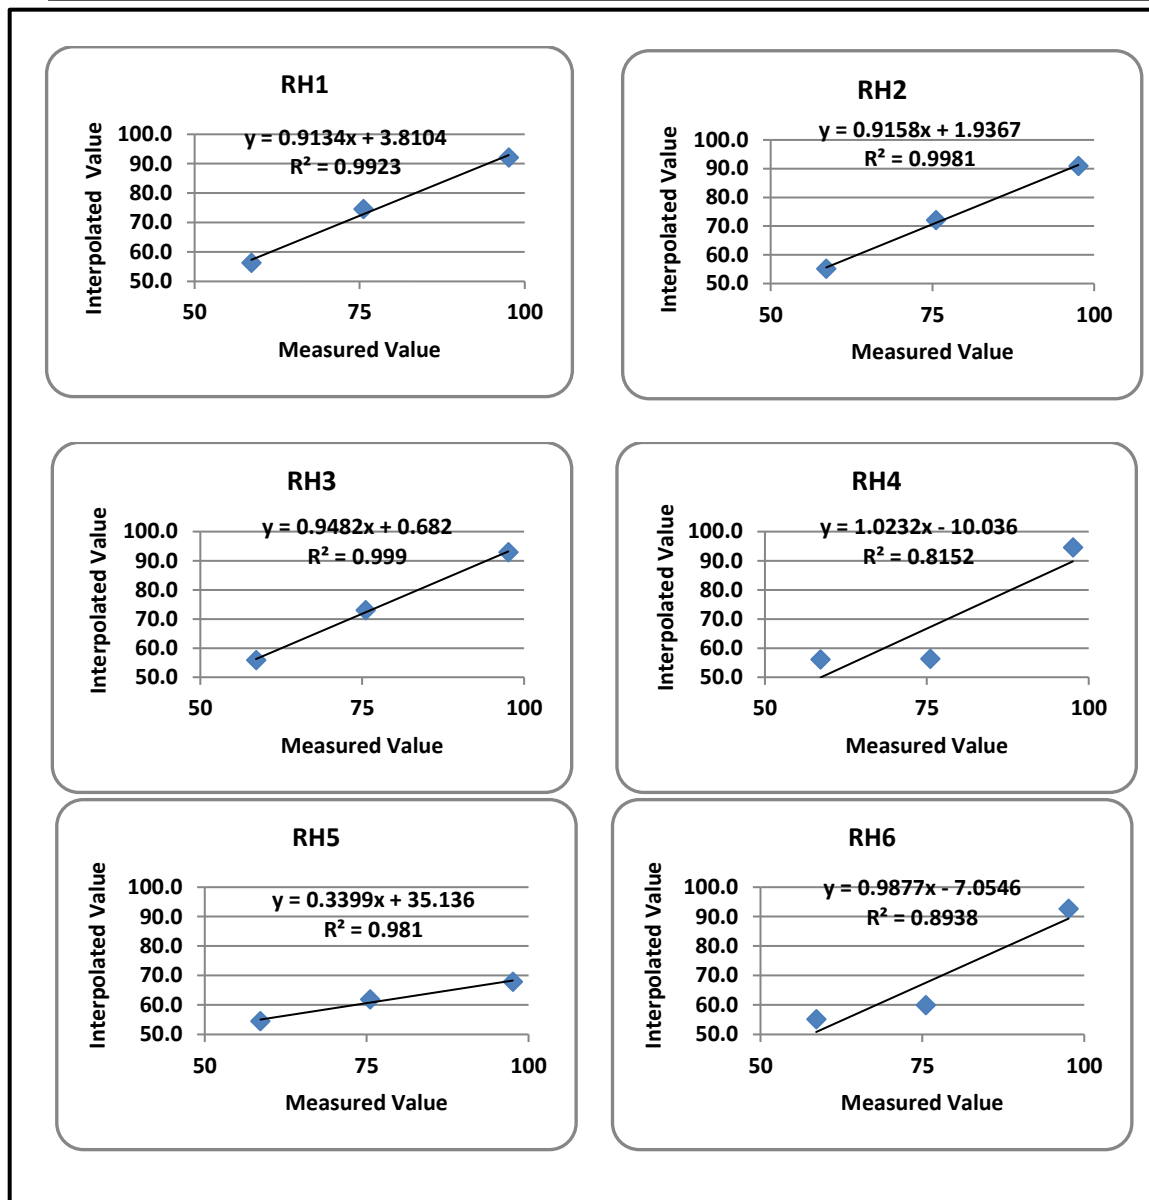 RH1
y = 0.9134x + 3.8104
R² = 0.9923
Interpolated Value
100.0
90.0
80.0
70.0
60.0
50.0
50 75 100
Measured Value
RH2
y = 0.9158x + 1.9367
R² = 0.9981
Interpolated Value
100.0
90.0
80.0
70.0
60.0
50.0
50 75 100
Measured Value
RH3
y = 0.9482x + 0.682
R² = 0.999
Interpolated Value
100.0
90.0
80.0
70.0
60.0
50.0
50 75 100
Measured Value
RH4
y = 1.0232x - 10.036
R² = 0.8152
Interpolated Value
100.0
90.0
80.0
70.0
60.0
50.0
50 75 100
Measured Value
RH5
y = 0.3399x + 35.136
R² = 0.981
Interpolated Value
100.0
90.0
80.0
70.0
60.0
50.0
50 75 100
Measured Value
RH6
y = 0.9877x - 7.0546
R² = 0.8938
Interpolated Value
100.0
90.0
80.0
70.0
60.0
50.0
50 75 100
Measured Value